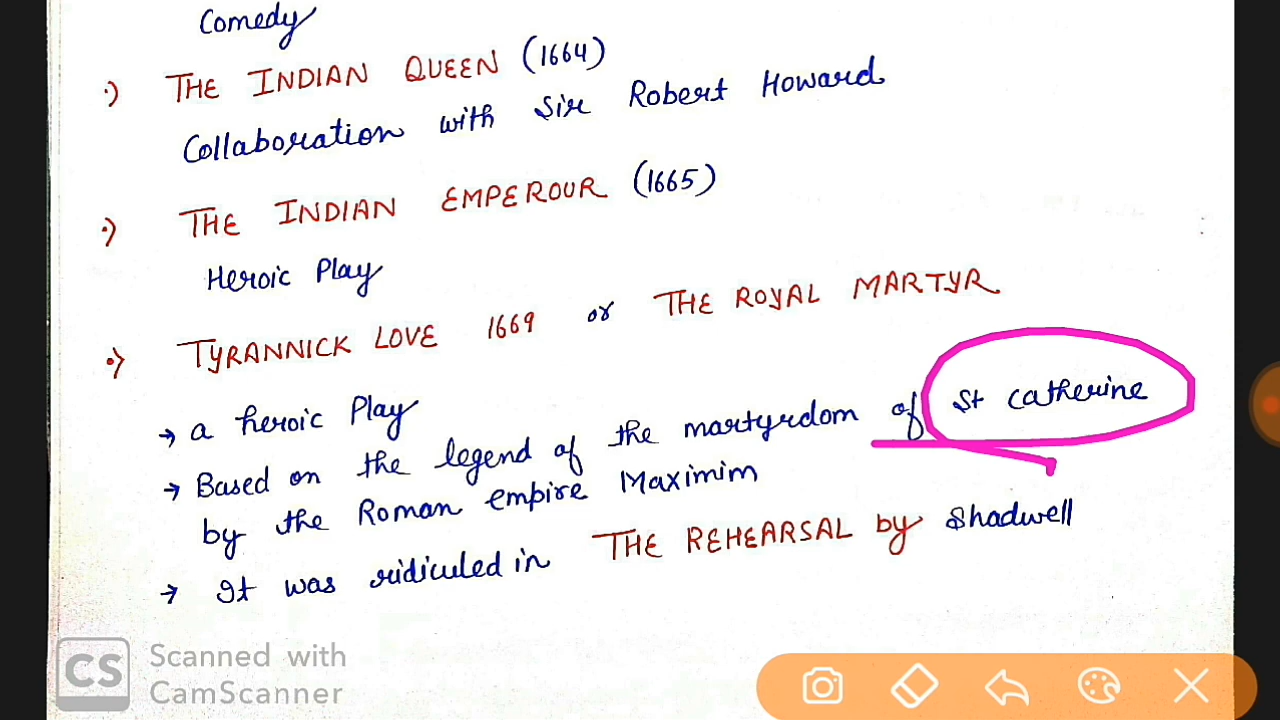 Comedy
·) THE INDIAN QUEEN (1664)
Collaboration with Sir Robert Howard
·) THE INDIAN EMPEROUR (1665)
Heroic Play
·) TYRANNICK LOVE 1669 or THE ROYAL MARTYR
→ a heroic Play
→ Based on the legend of the martyrdom of St Catherine
by the Roman empire Maximim
→ It was ridiculed in THE REHEARSAL by Shadwell
CS Scanned with
CamScanner